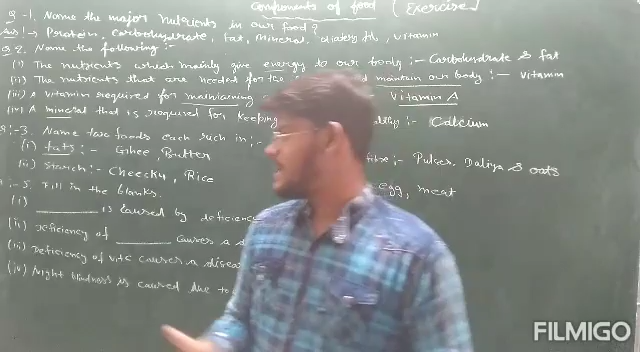 Components of food (Exercise)
Q-1. Name the major nutrients in our food?
Ans:- Protein, carbohydrate, fat, mineral, vitamin
Q-2. Name the following:-
(i) The nutrients which mainly give energy to our body:- Carbohydrate & fat
(ii) The nutrients that are needed for the maintain our body:- vitamin
(iii) A vitamin required for maintaining Vitamin A
(iv) A mineral that is required for keeping Calcium
3. Name two foods each rich in:-
(i) fats:- Ghee, Butter
fibre:- Pulses, Daliya & oats
(ii) Starch:- Rice
egg, meat
5. Fill in the blanks.
(i) ________ is caused by deficiency
(ii) Deficiency of ________ causes a
(iii) Deficiency of vit C causes a disease
(iv) Night blindness is caused due to
FILMIGO